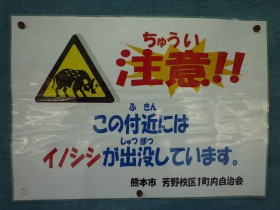 ちゅうい
注意!!
ふきん
この付近には
しゅつぼつ
イノシシが出没しています。
熊本市 芳野校区1町内自治会